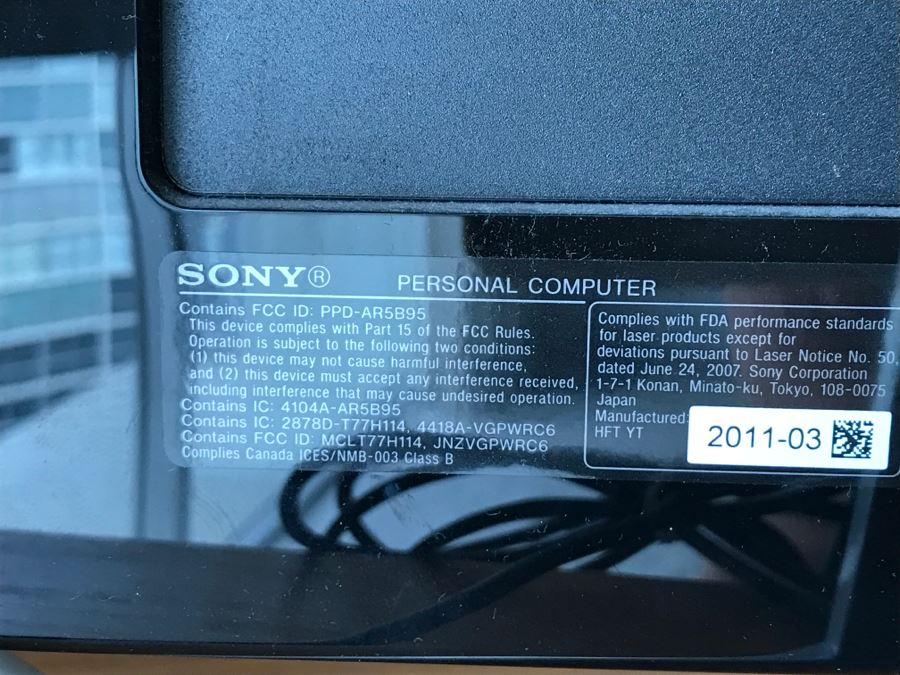 SONY® PERSONAL COMPUTER
Contains FCC ID: PPD-AR5B95
This device complies with Part 15 of the FCC Rules.
Operation is subject to the following two conditions:
(1) this device may not cause harmful interference,
and (2) this device must accept any interference received,
including interference that may cause undesired operation.
Contains IC: 4104A-AR5B95
Contains IC: 2878D-T77H114, 4418A-VGPWRC6
Contains FCC ID: MCLT77H114, JNZVGPWRC6
Complies Canada ICES/NMB-003 Class B
Complies with FDA performance standards
for laser products except for
deviations pursuant to Laser Notice No. 50,
dated June 24, 2007. Sony Corporation
1-7-1 Konan, Minato-ku, Tokyo, 108-0075
Japan
Manufactured:
HFT YT
2011-03